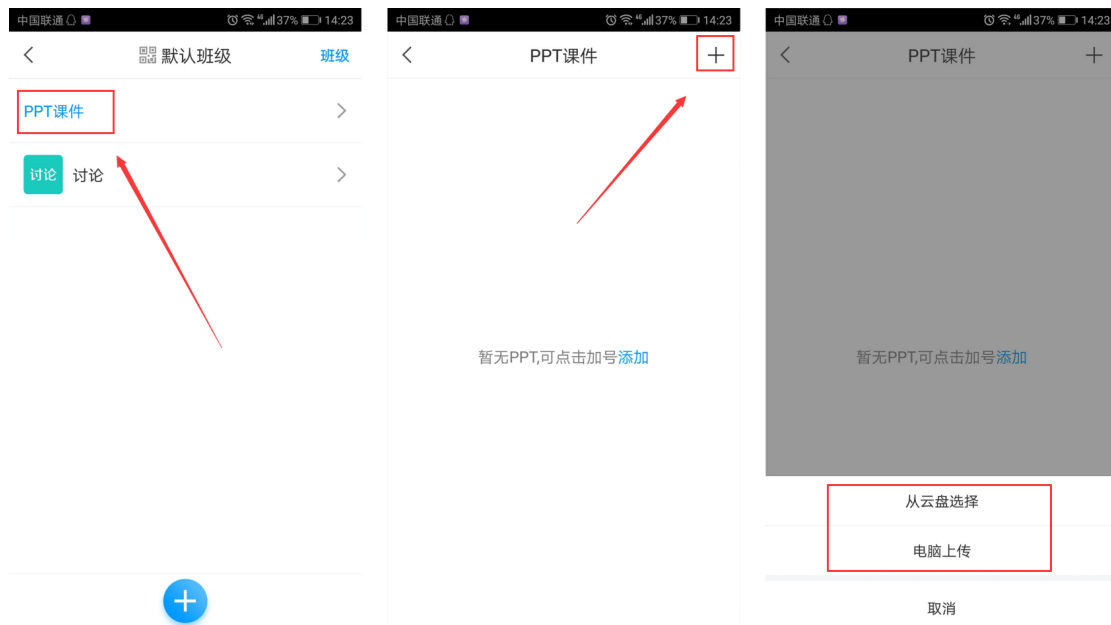 中国联通 46 37% 14:23
默认班级 班级
PPT课件
讨论 讨论
中国联通 46 37% 14:23
PPT课件
暂无PPT,可点击加号添加
中国联通 46 37% 14:23
PPT课件
暂无PPT,可点击加号添加
从云盘选择
电脑上传
取消